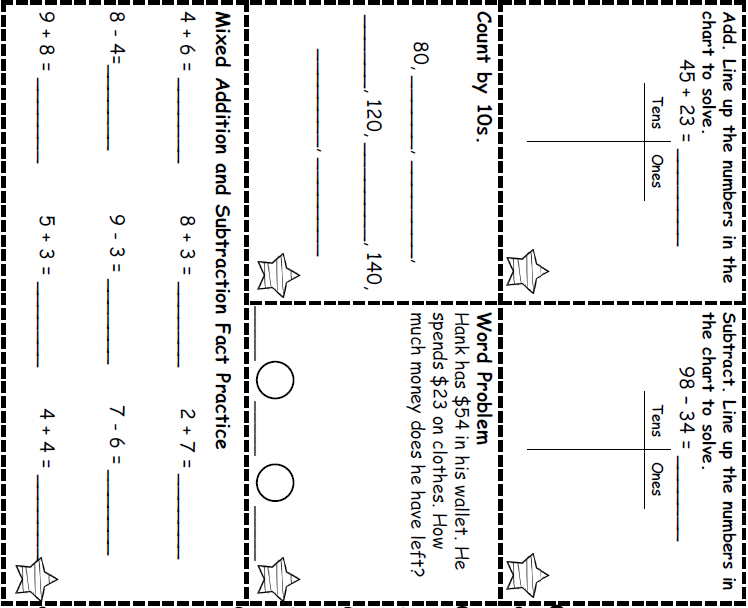 Add. Line up the numbers in the
chart to solve.
45 + 23 = ________
Tens Ones
Subtract. Line up the numbers in
the chart to solve.
98 - 34 = ________
Tens Ones
Count by 10s.
80, ________, ________,
________, 120, ________, 140,
________, ________
Word Problem
Hank has $54 in his wallet. He
spends $23 on clothes. How
much money does he have left?
Mixed Addition and Subtraction Fact Practice
4 + 6 = ________ 8 + 3 = ________ 2 + 7 = ________
8 - 4= ________ 9 - 3 = ________ 7 - 6 = ________
9 + 8 = ________ 5 + 3 = ________ 4 + 4 = ________